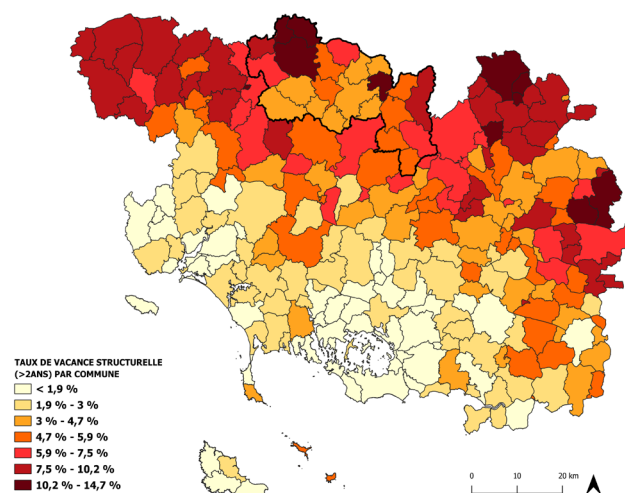 TAUX DE VACANCE STRUCTURELLE
(>2ANS) PAR COMMUNE
< 1,9 %
1,9 % - 3 %
3 % - 4,7 %
4,7 % - 5,9 %
5,9 % - 7,5 %
7,5 % - 10,2 %
10,2 % - 14,7 %
0 10 20 km